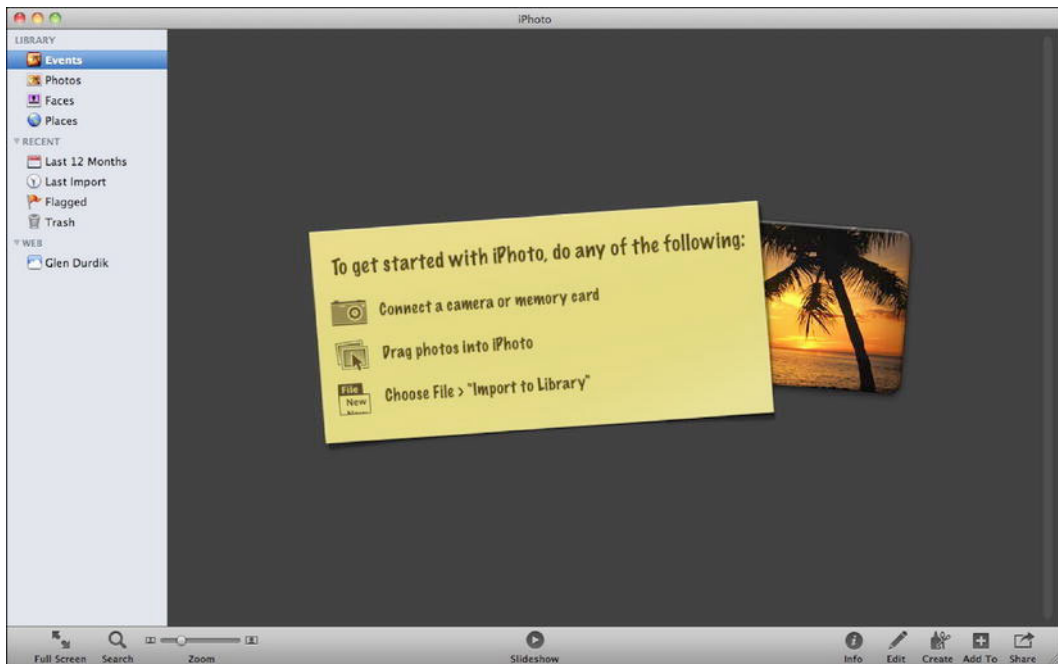 iPhoto
LIBRARY
Events
Photos
Faces
Places
RECENT
Last 12 Months
Last Import
Flagged
Trash
WEB
Glen Durdik
To get started with iPhoto, do any of the following:
Connect a camera or memory card
Drag photos into iPhoto
File
New
Choose File > "Import to Library"
Full Screen
Search
Zoom
Slideshow
Info
Edit
Create
Add To
Share